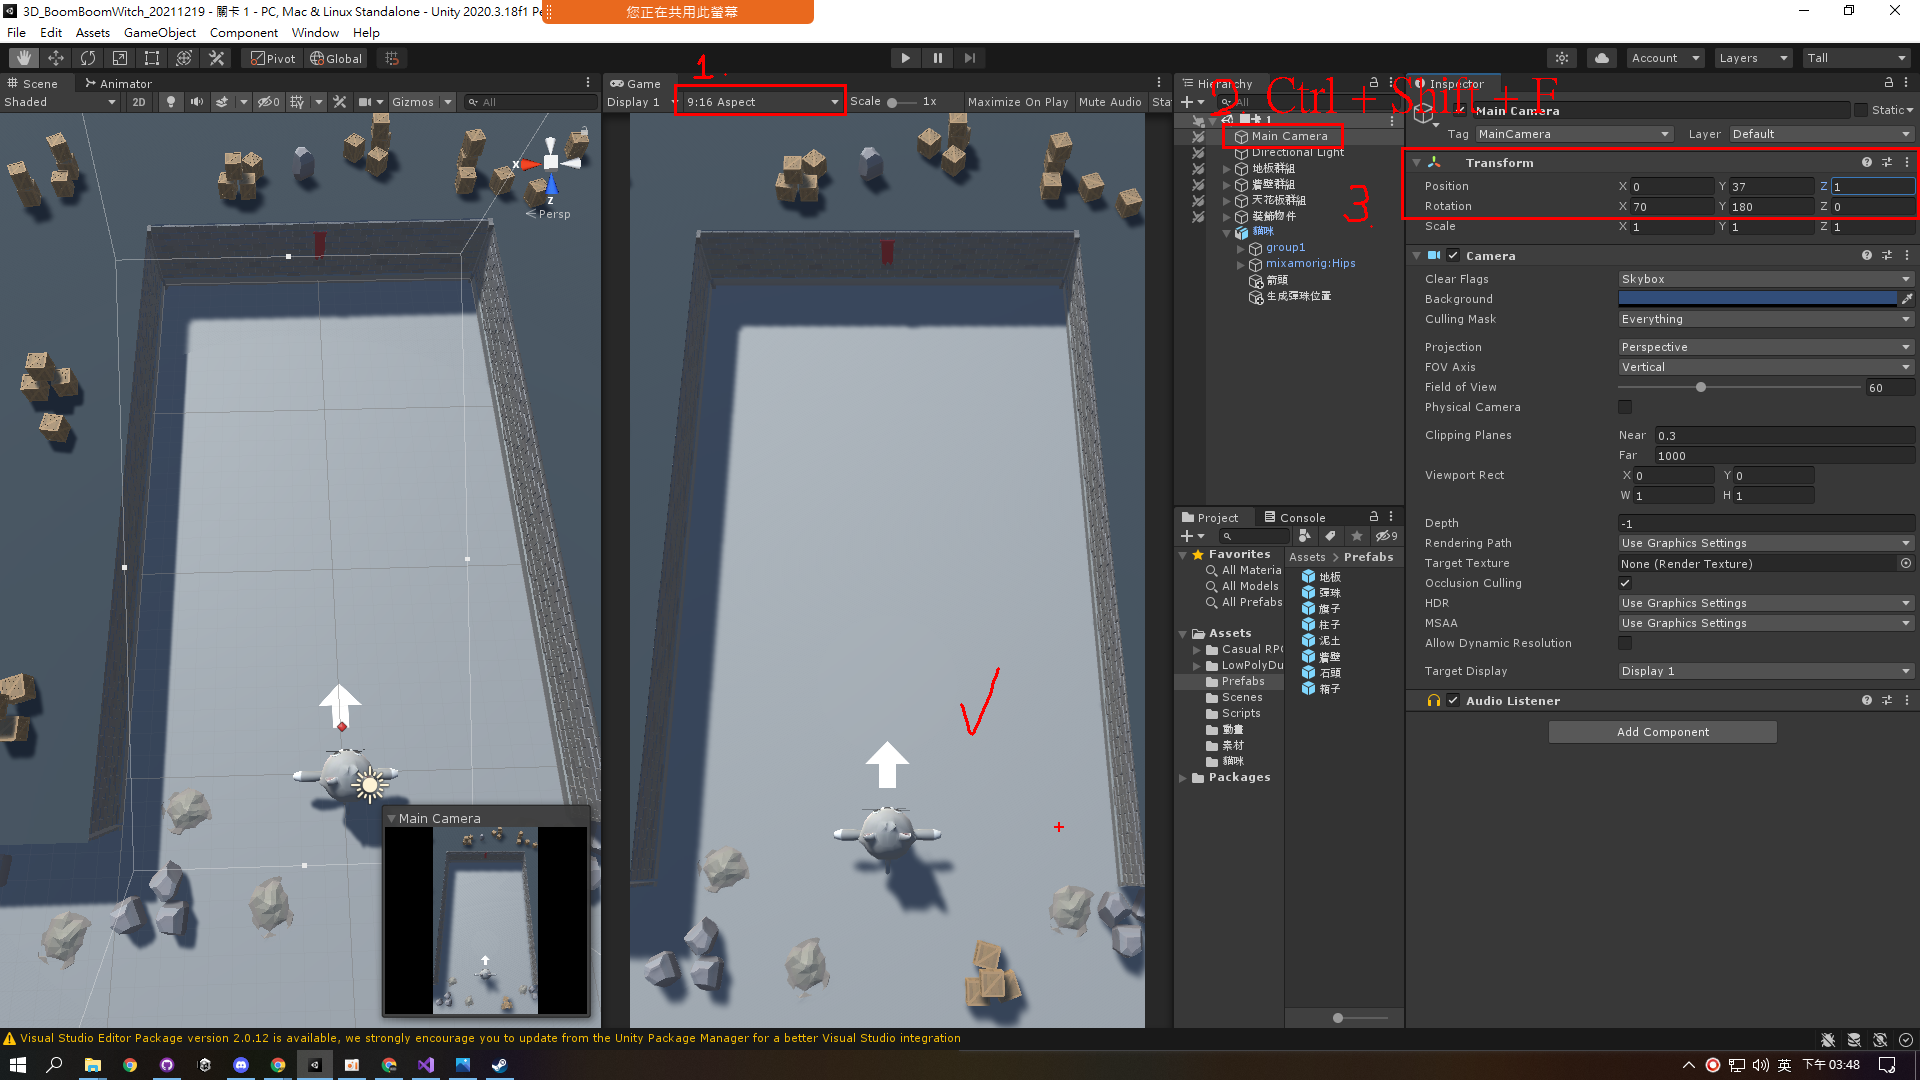 3D_BoomBoomWitch_20211219 - 關卡 1 - PC, Mac & Linux Standalone - Unity 2020.3.18f1 Pe
您正在共用此螢幕
File Edit Assets GameObject Component Window Help
Pivot Global
Account Layers Tall
Scene Animator
Shaded 2D 0 Gizmos All
x z
Persp
Main Camera
Game
Display 1 9:16 Aspect Scale 1x Maximize On Play Mute Audio Sta
1.
2 Ctrl + Shift + F
3.
Hierarchy
All
Main Camera
Directional Light
地板群組
牆壁群組
天花板群組
裝飾物件
貓咪
group1
mixamorig:Hips
箭頭
生成彈珠位置
Project Console
9
Favorites
All Materia
All Models
All Prefabs
Assets
Casual RPG
LowPolyDu
Prefabs
Scenes
Scripts
動畫
素材
貓咪
Packages
Assets > Prefabs
地板
彈珠
旗子
柱子
泥土
牆壁
石頭
箱子
Inspector
Main Camera Static
Tag MainCamera Layer Default
Transform
Position X 0 Y 37 Z 1
Rotation X 70 Y 180 Z 0
Scale X 1 Y 1 Z 1
Camera
Clear Flags Skybox
Background
Culling Mask Everything
Projection Perspective
FOV Axis Vertical
Field of View 60
Physical Camera
Clipping Planes Near 0.3
Far 1000
Viewport Rect X 0 Y 0
W 1 H 1
Depth -1
Rendering Path Use Graphics Settings
Target Texture None (Render Texture)
Occlusion Culling
HDR Use Graphics Settings
MSAA Use Graphics Settings
Allow Dynamic Resolution
Target Display Display 1
Audio Listener
Add Component
Visual Studio Editor Package version 2.0.12 is available, we strongly encourage you to update from the Unity Package Manager for a better Visual Studio integration
英 下午 03:48